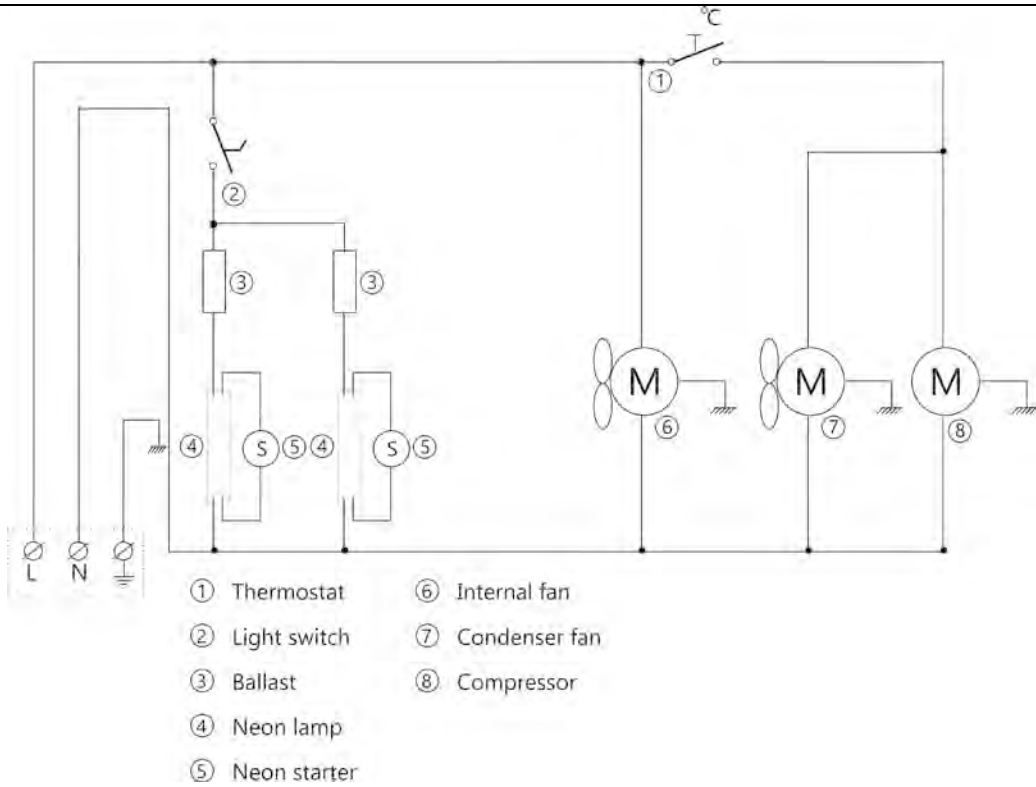 °C
①
②
③ ③
M M M
④ S ⑤ ④ S ⑤ ⑥ ⑦ ⑧
L N
① Thermostat
② Light switch
③ Ballast
④ Neon lamp
⑤ Neon starter
⑥ Internal fan
⑦ Condenser fan
⑧ Compressor